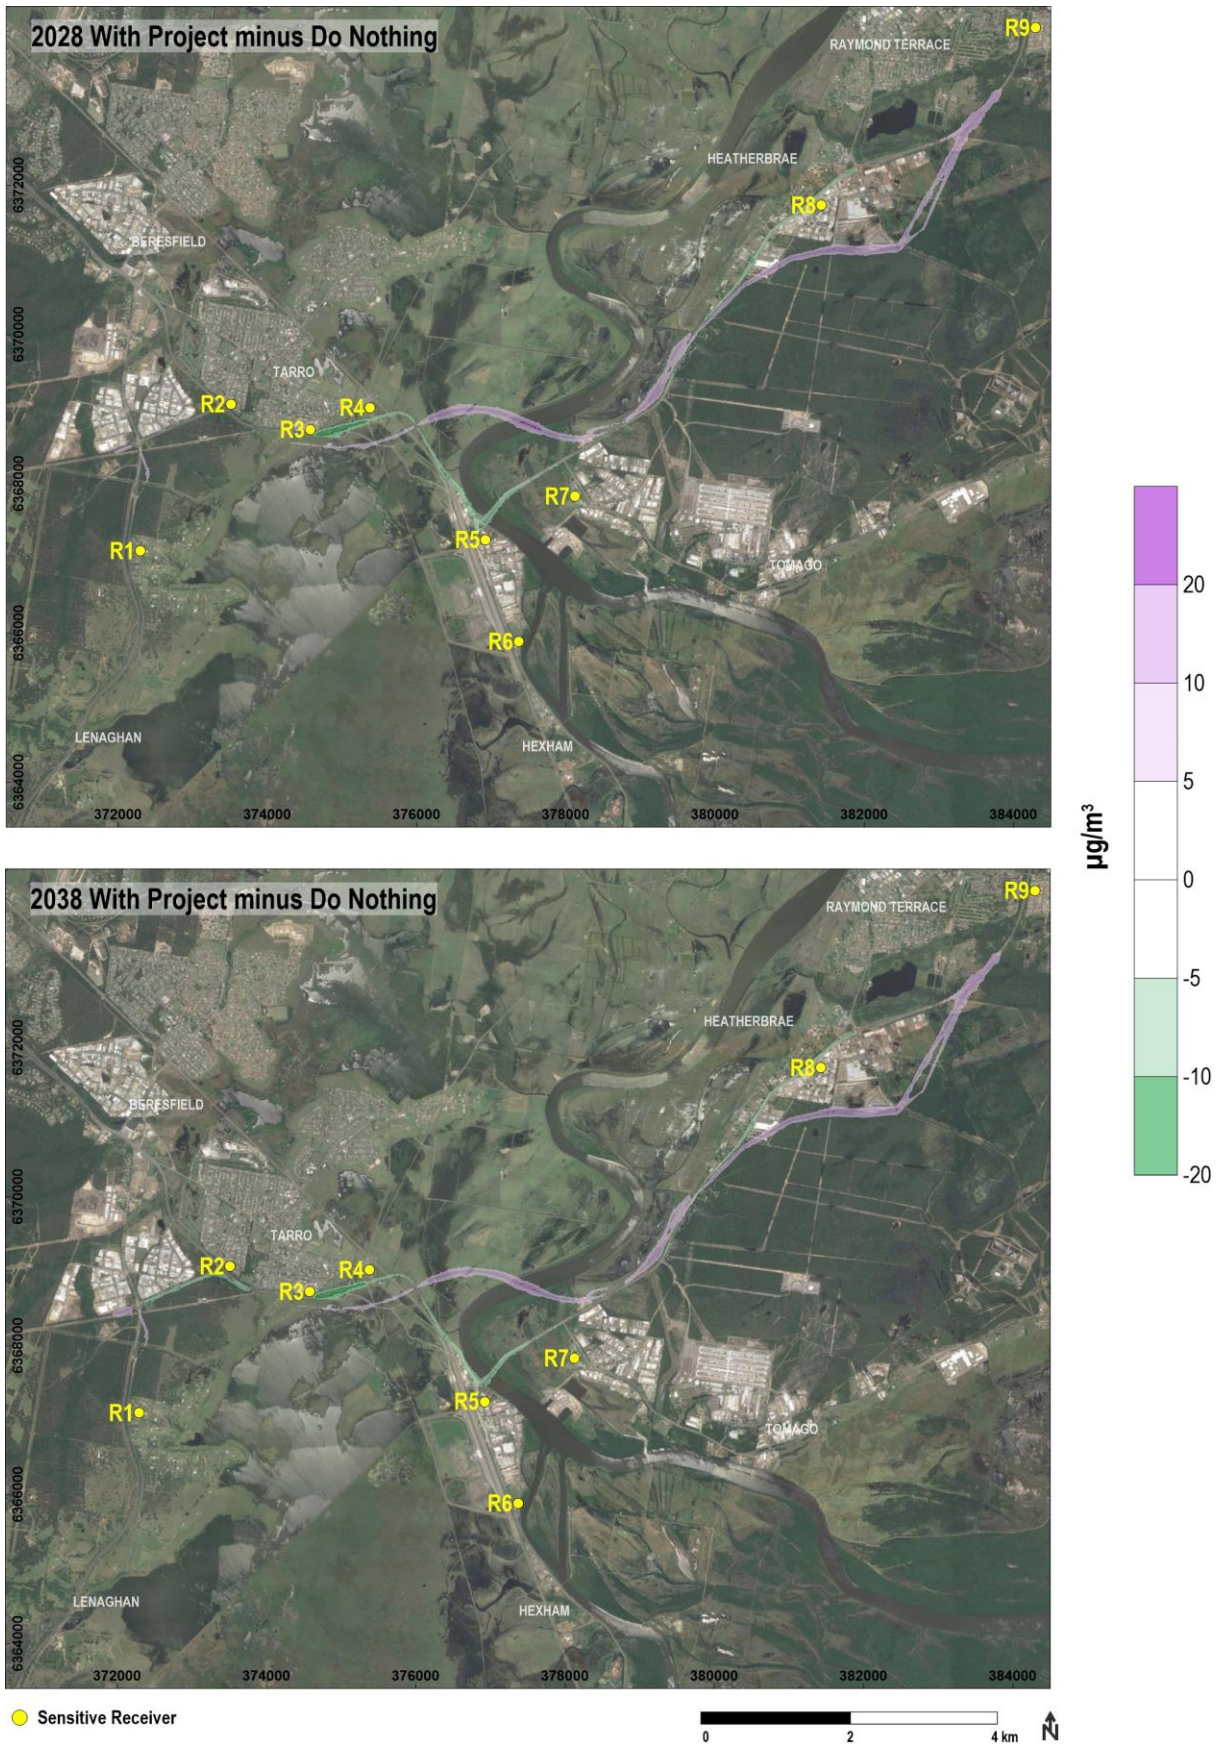 2028 With Project minus Do Nothing
R9
RAYMOND TERRACE
HEATHERBRAE
R8
BERESFIELD
TARRO
R2
R4
R3
R7
R5
R1
TOMAGO
R6
LENAGHAN
HEXHAM
6372000
6370000
6368000
6366000
6364000
372000 374000 376000 378000 380000 382000 384000
µg/m³
20
10
5
0
-5
-10
-20
2038 With Project minus Do Nothing
R9
RAYMOND TERRACE
HEATHERBRAE
R8
BERESFIELD
TARRO
R2
R4
R3
R7
R5
R1
TOMAGO
R6
LENAGHAN
HEXHAM
6372000
6370000
6368000
6366000
6364000
372000 374000 376000 378000 380000 382000 384000
Sensitive Receiver
0 2 4 km
N